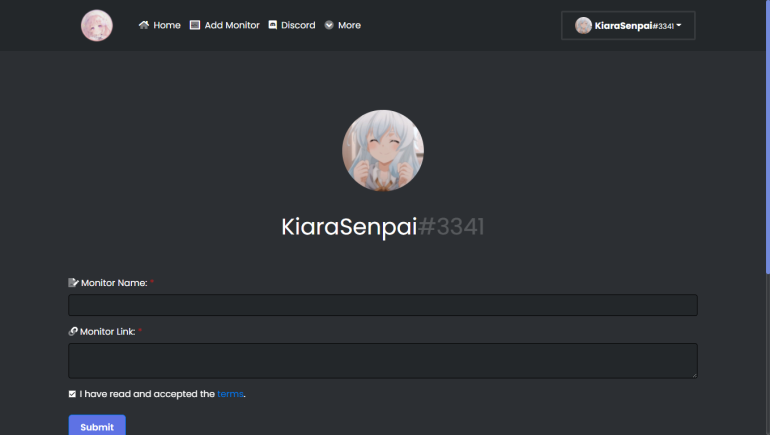 Home Add Monitor Discord More KiaraSenpai#3341
KiaraSenpai#3341
Monitor Name: *
Monitor Link: *
I have read and accepted the terms.
Submit